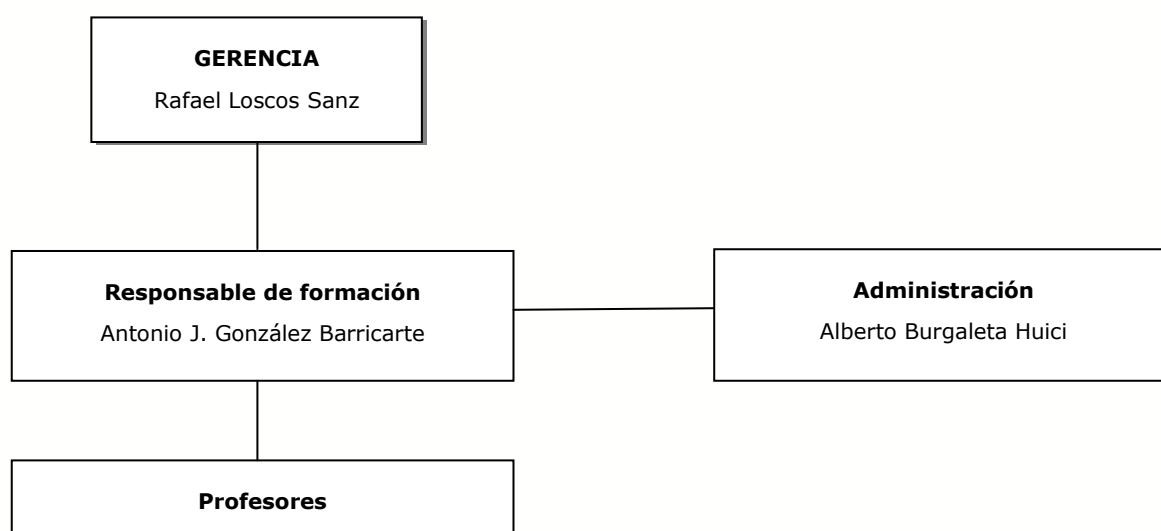 GERENCIA
Rafael Loscos Sanz
Responsable de formación
Antonio J. González Barricarte
Administración
Alberto Burgaleta Huici
Profesores